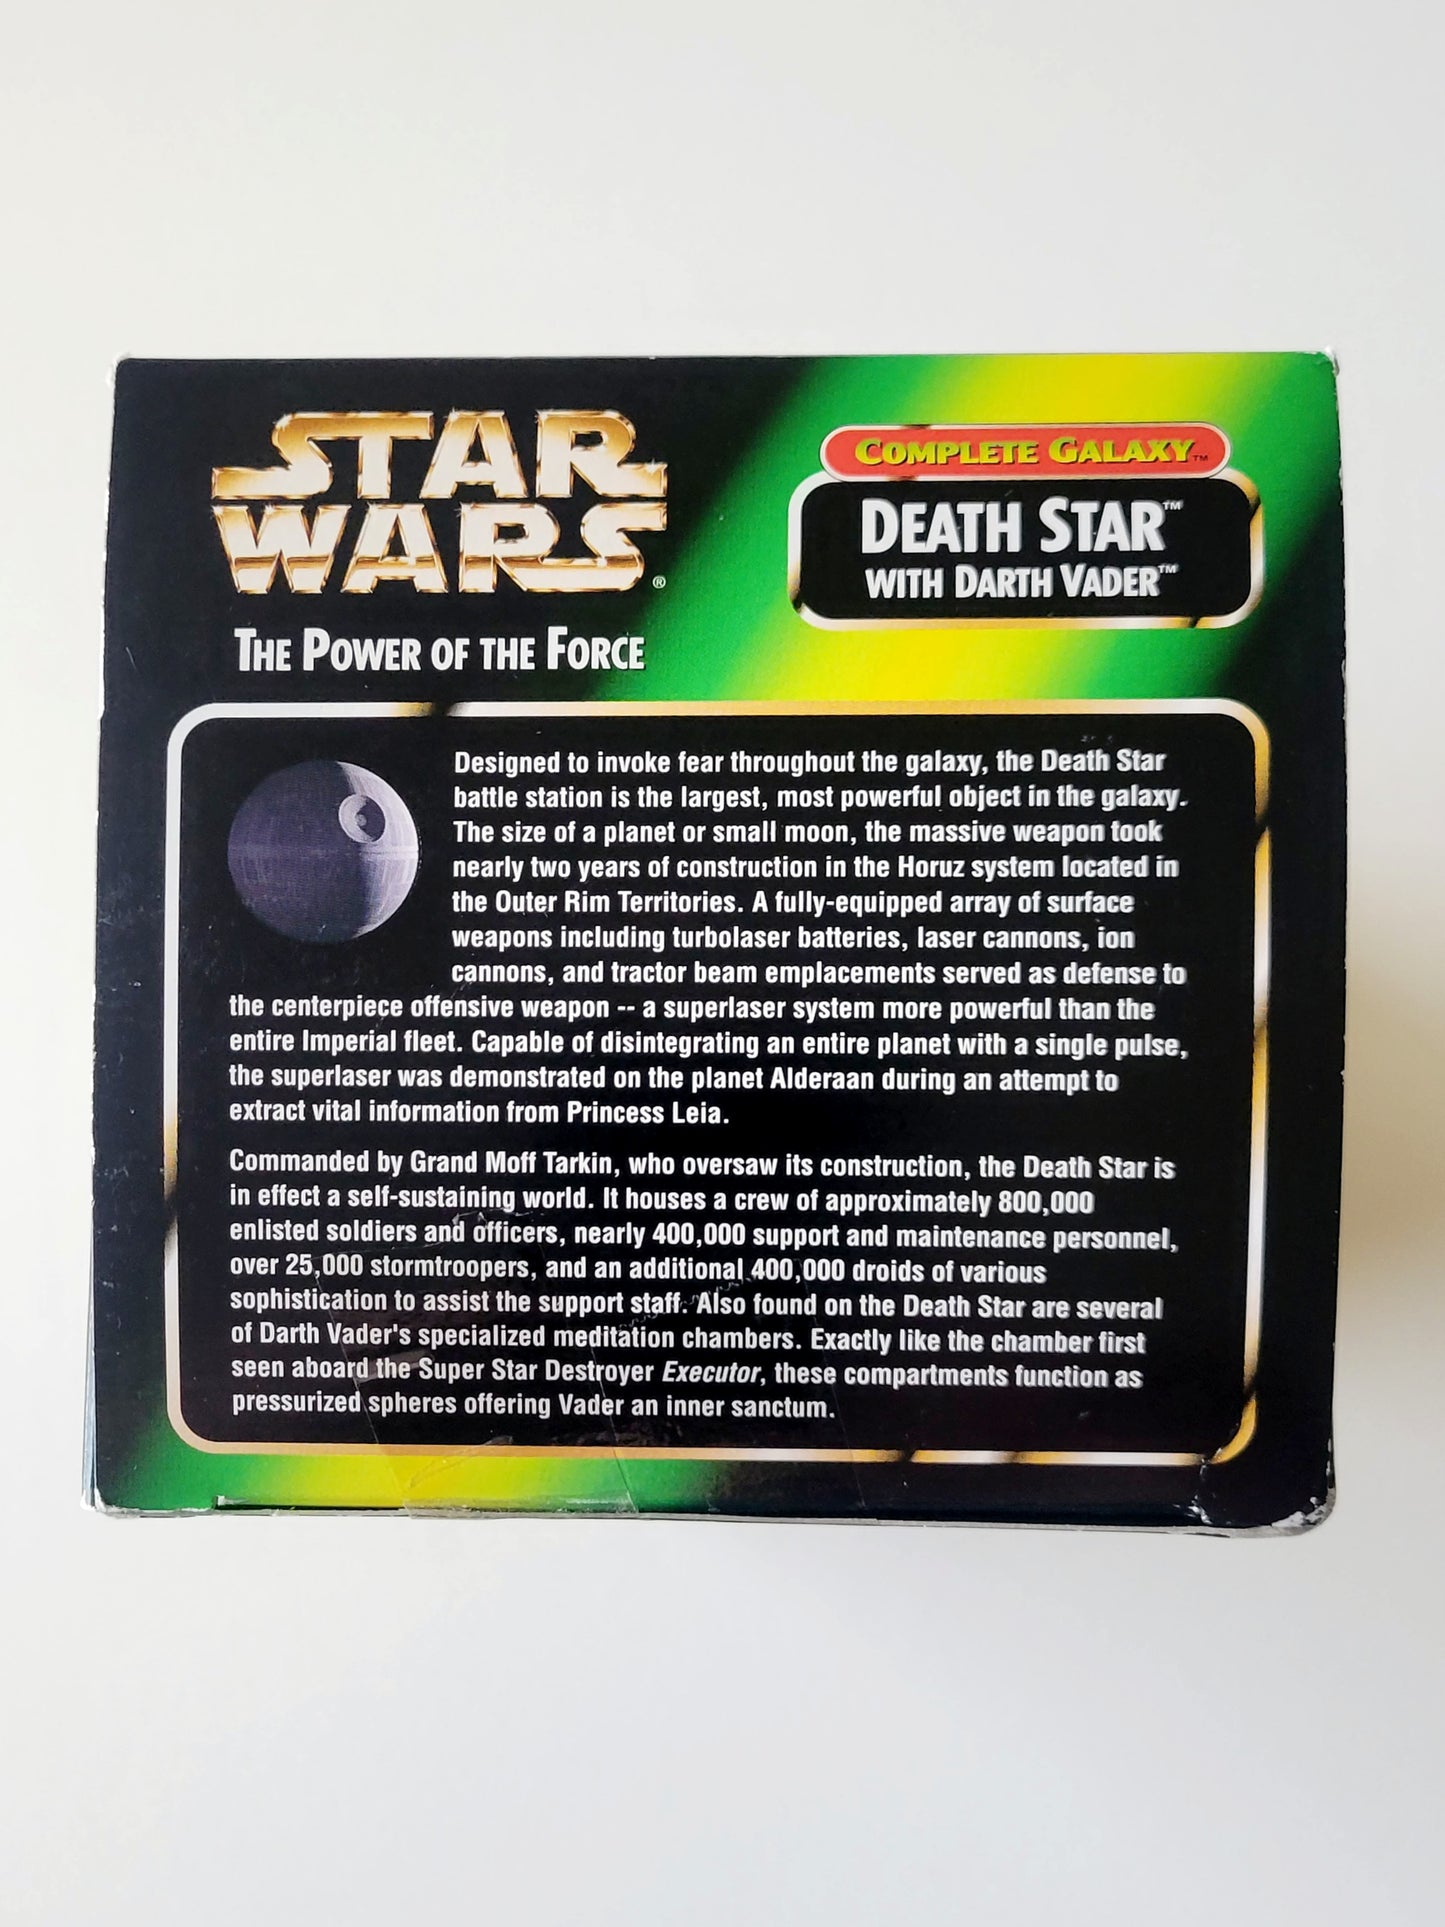 STAR
WARS®
THE POWER OF THE FORCE
COMPLETE GALAXY™
DEATH STAR™
WITH DARTH VADER™
Designed to invoke fear throughout the galaxy, the Death Star
battle station is the largest, most powerful object in the galaxy.
The size of a planet or small moon, the massive weapon took
nearly two years of construction in the Horuz system located in
the Outer Rim Territories. A fully-equipped array of surface
weapons including turbolaser batteries, laser cannons, ion
cannons, and tractor beam emplacements served as defense to
the centerpiece offensive weapon -- a superlaser system more powerful than the
entire Imperial fleet. Capable of disintegrating an entire planet with a single pulse,
the superlaser was demonstrated on the planet Alderaan during an attempt to
extract vital information from Princess Leia.
Commanded by Grand Moff Tarkin, who oversaw its construction, the Death Star is
in effect a self-sustaining world. It houses a crew of approximately 800,000
enlisted soldiers and officers, nearly 400,000 support and maintenance personnel,
over 25,000 stormtroopers, and an additional 400,000 droids of various
sophistication to assist the support staff. Also found on the Death Star are several
of Darth Vader's specialized meditation chambers. Exactly like the chamber first
seen aboard the Super Star Destroyer Executor, these compartments function as
pressurized spheres offering Vader an inner sanctum.